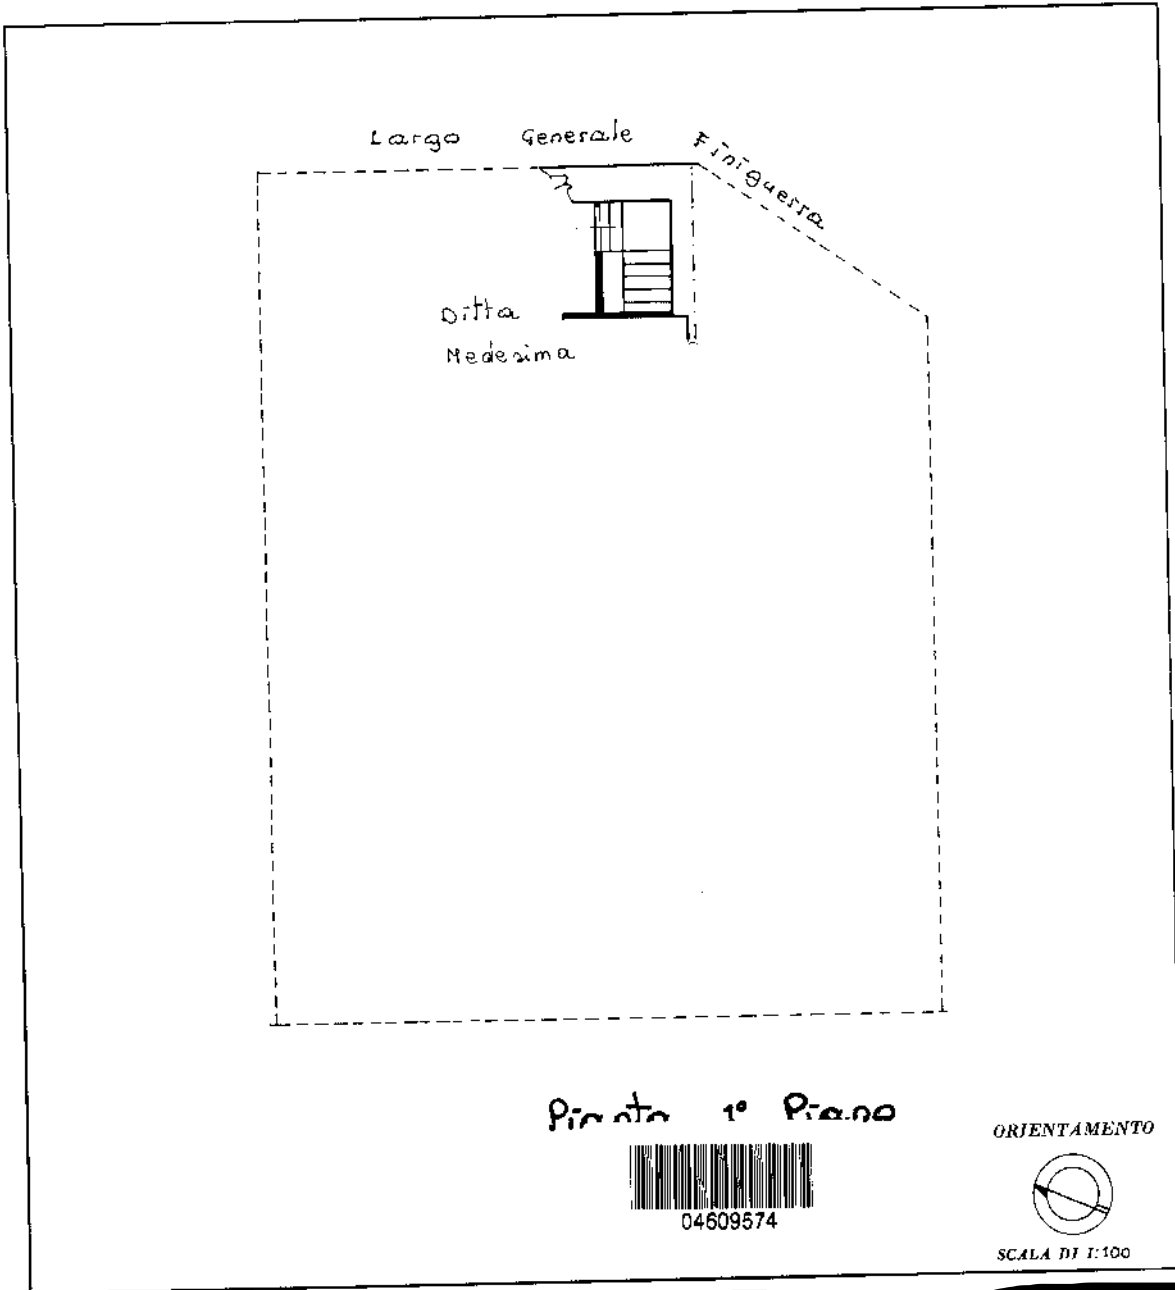 Largo Generale Finiguerra
Ditta
Medesima
Pianta 1° Piano
04609574
ORIENTAMENTO
SCALA DI 1:100